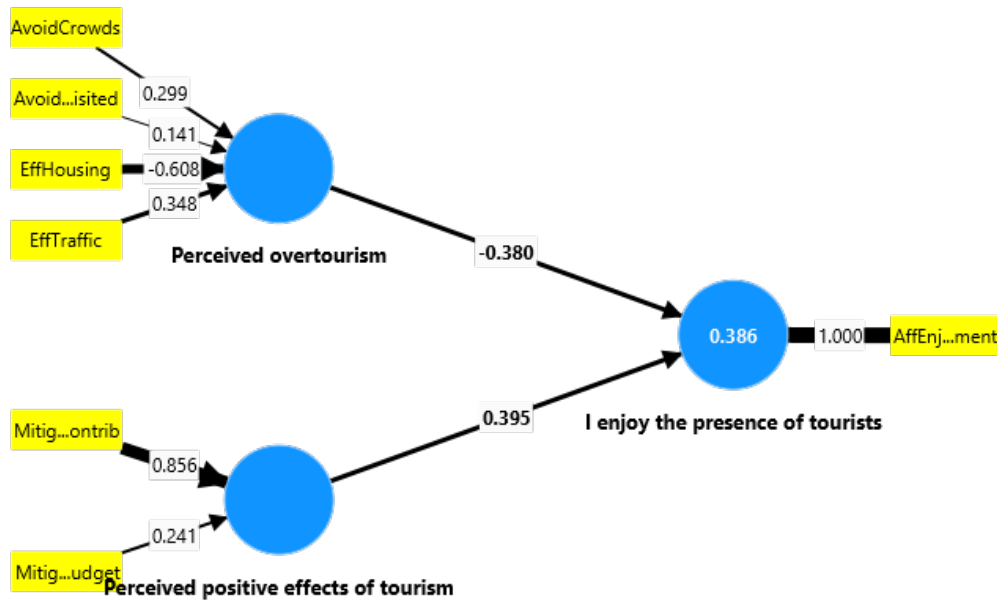 AvoidCrowds
0.299
Avoid...isited
0.141
EffHousing
-0.608
0.348
EffTraffic
Perceived overtourism
-0.380
0.386
1.000
AffEnj...ment
I enjoy the presence of tourists
0.395
Mitig...ontrib
0.856
0.241
Mitig...udget
Perceived positive effects of tourism